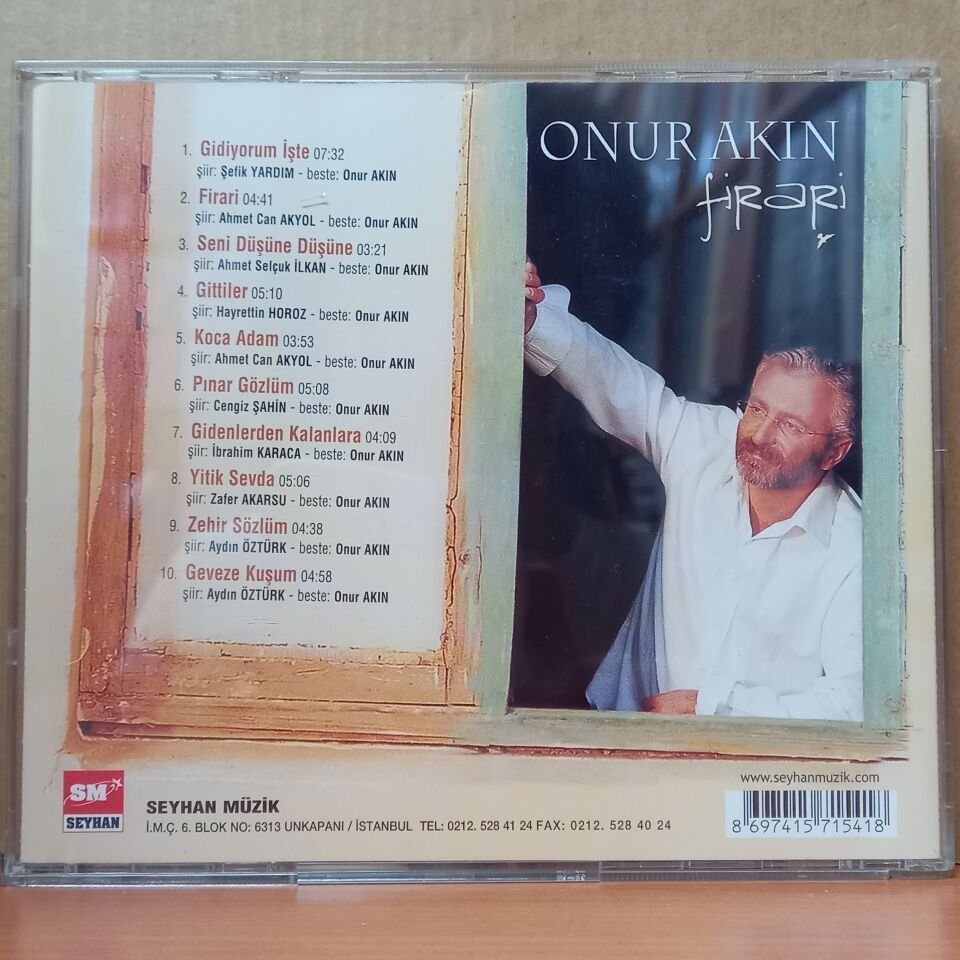 1. Gidiyorum İşte 07:32
şiir: Şefik YARDIM - beste: Onur AKIN
2. Firari 04:41
şiir: Ahmet Can AKYOL - beste: Onur AKIN
3. Seni Düşüne Düşüne 03:21
şiir: Ahmet Selçuk İLKAN - beste: Onur AKIN
4. Gittiler 05:10
şiir: Hayrettin HOROZ - beste: Onur AKIN
5. Koca Adam 03:53
şiir: Ahmet Can AKYOL - beste: Onur AKIN
6. Pınar Gözlüm 05:08
şiir: Cengiz ŞAHİN - beste: Onur AKIN
7. Gidenlerden Kalanlara 04:09
şiir: İbrahim KARACA - beste: Onur AKIN
8. Yitik Sevda 05:06
şiir: Zafer AKARSU - beste: Onur AKIN
9. Zehir Sözlüm 04:38
şiir: Aydın ÖZTÜRK - beste: Onur AKIN
10. Geveze Kuşum 04:58
şiir: Aydın ÖZTÜRK - beste: Onur AKIN
ONUR AKIN
firari
SM
SEYHAN
SEYHAN MÜZİK
İ.M.Ç. 6. BLOK NO: 6313 UNKAPANI / İSTANBUL TEL: 0212. 528 41 24 FAX: 0212. 528 40 24
www.seyhanmuzik.com
8 697415 715418